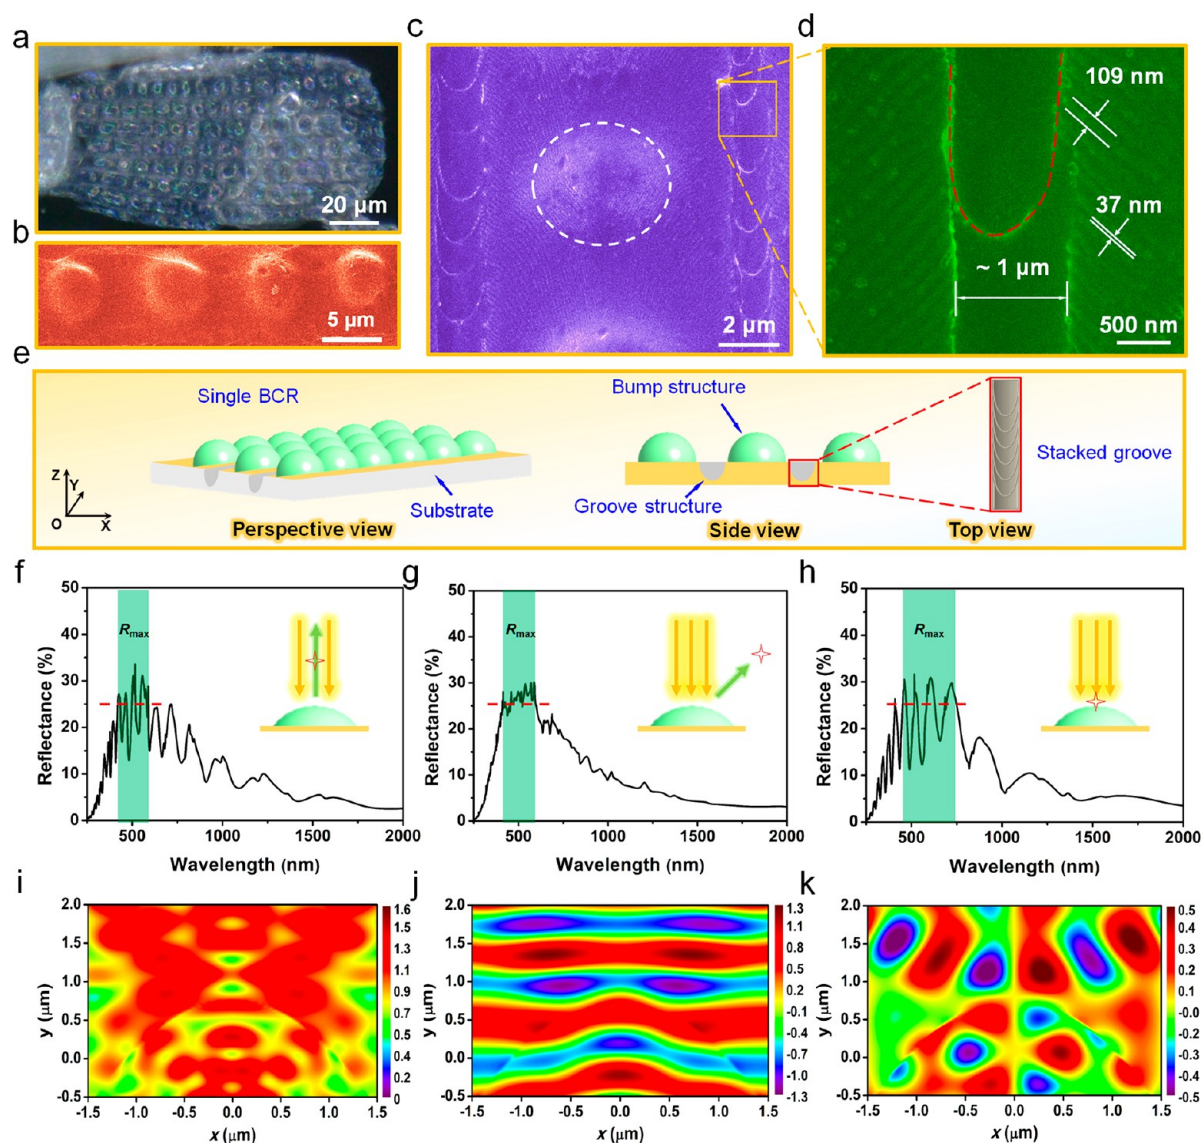 a
20 μm
b
5 μm
c
2 μm
d
109 nm
37 nm
~ 1 μm
500 nm
e
Single BCR
Z
Y
O
X
Substrate
Perspective view
Bump structure
Groove structure
Side view
Stacked groove
Top view
f
Reflectance (%)
50
40
30
20
10
0
Rmax
500 1000 1500 2000
Wavelength (nm)
g
Reflectance (%)
50
40
30
20
10
0
Rmax
500 1000 1500 2000
Wavelength (nm)
h
Reflectance (%)
50
40
30
20
10
0
Rmax
500 1000 1500 2000
Wavelength (nm)
i
y (μm)
2.0
1.5
1.0
0.5
0.0
-0.5
-1.5 -1.0 -0.5 0.0 0.5 1.0 1.5
x (μm)
1.6
1.4
1.3
1.1
0.9
0.7
0.5
0.4
0.2
0
j
y (μm)
2.0
1.5
1.0
0.5
0.0
-0.5
-1.5 -1.0 -0.5 0.0 0.5 1.0 1.5
x (μm)
1.3
1.1
0.8
0.5
0.2
-0.1
-0.4
-0.7
-1.0
-1.3
k
y (μm)
2.0
1.5
1.0
0.5
0.0
-0.5
-1.5 -1.0 -0.5 0.0 0.5 1.0 1.5
x (μm)
0.5
0.4
0.3
0.2
0.1
-0.0
-0.2
-0.3
-0.4
-0.5